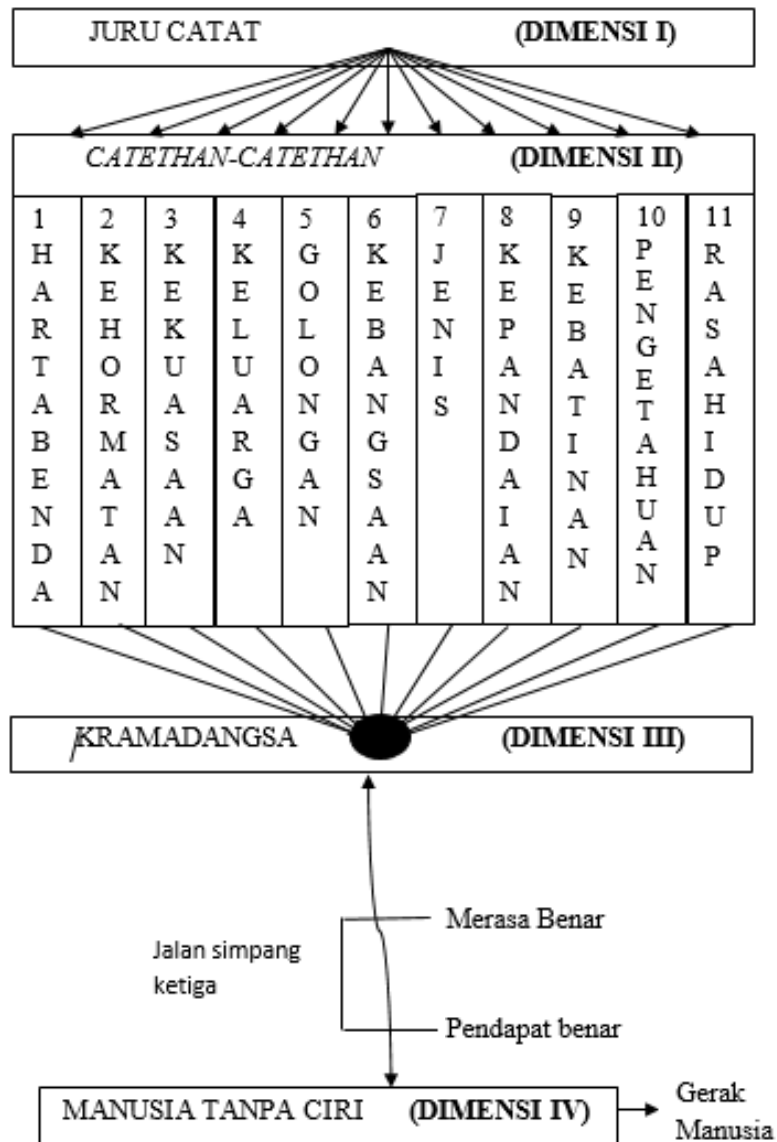 JURU CATAT (DIMENSI I)
CATETHAN-CATETHAN (DIMENSI II)
1 HARTABENDA
2 KEHORMATAN
3 KEKUASAAN
4 KELUARGA
5 GOLONGAN
6 KEBANGSAAN
7 JENIS
8 KEPANDAIAN
9 KEBATINAN
10 PENGETAHUAN
11 RASAHIDUP
KRAMADANGSA (DIMENSI III)
Merasa Benar
Jalan simpang
ketiga
Pendapat benar
MANUSIA TANPA CIRI (DIMENSI IV)
Gerak
Manusia